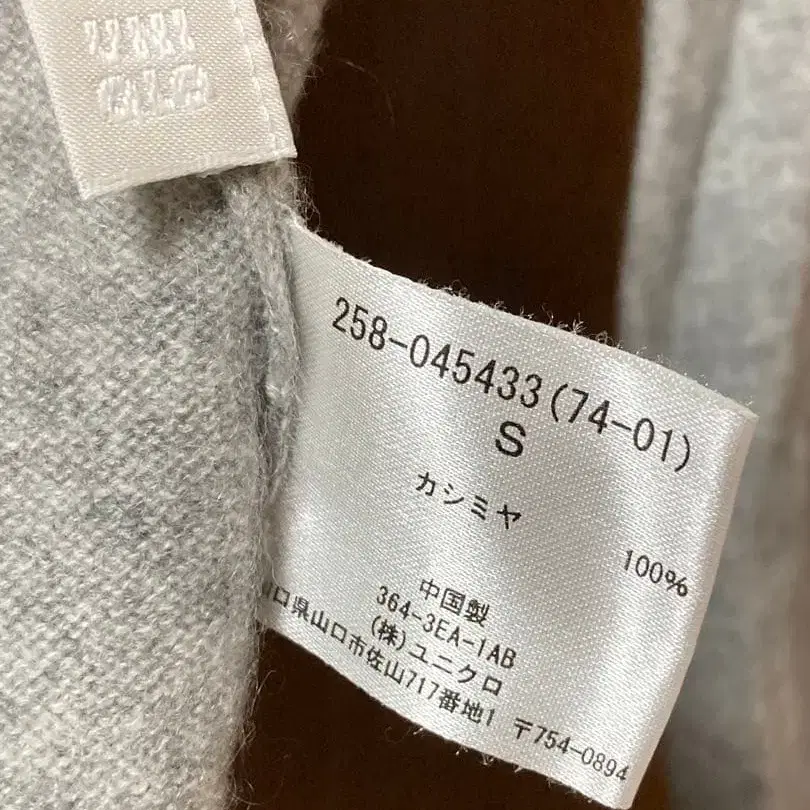 258-045433(74-01)
S
カシミヤ
100%
中国製
364-3EA-1AB
(株)ユニクロ
口県山口市佐山717番地1 〒754-0894